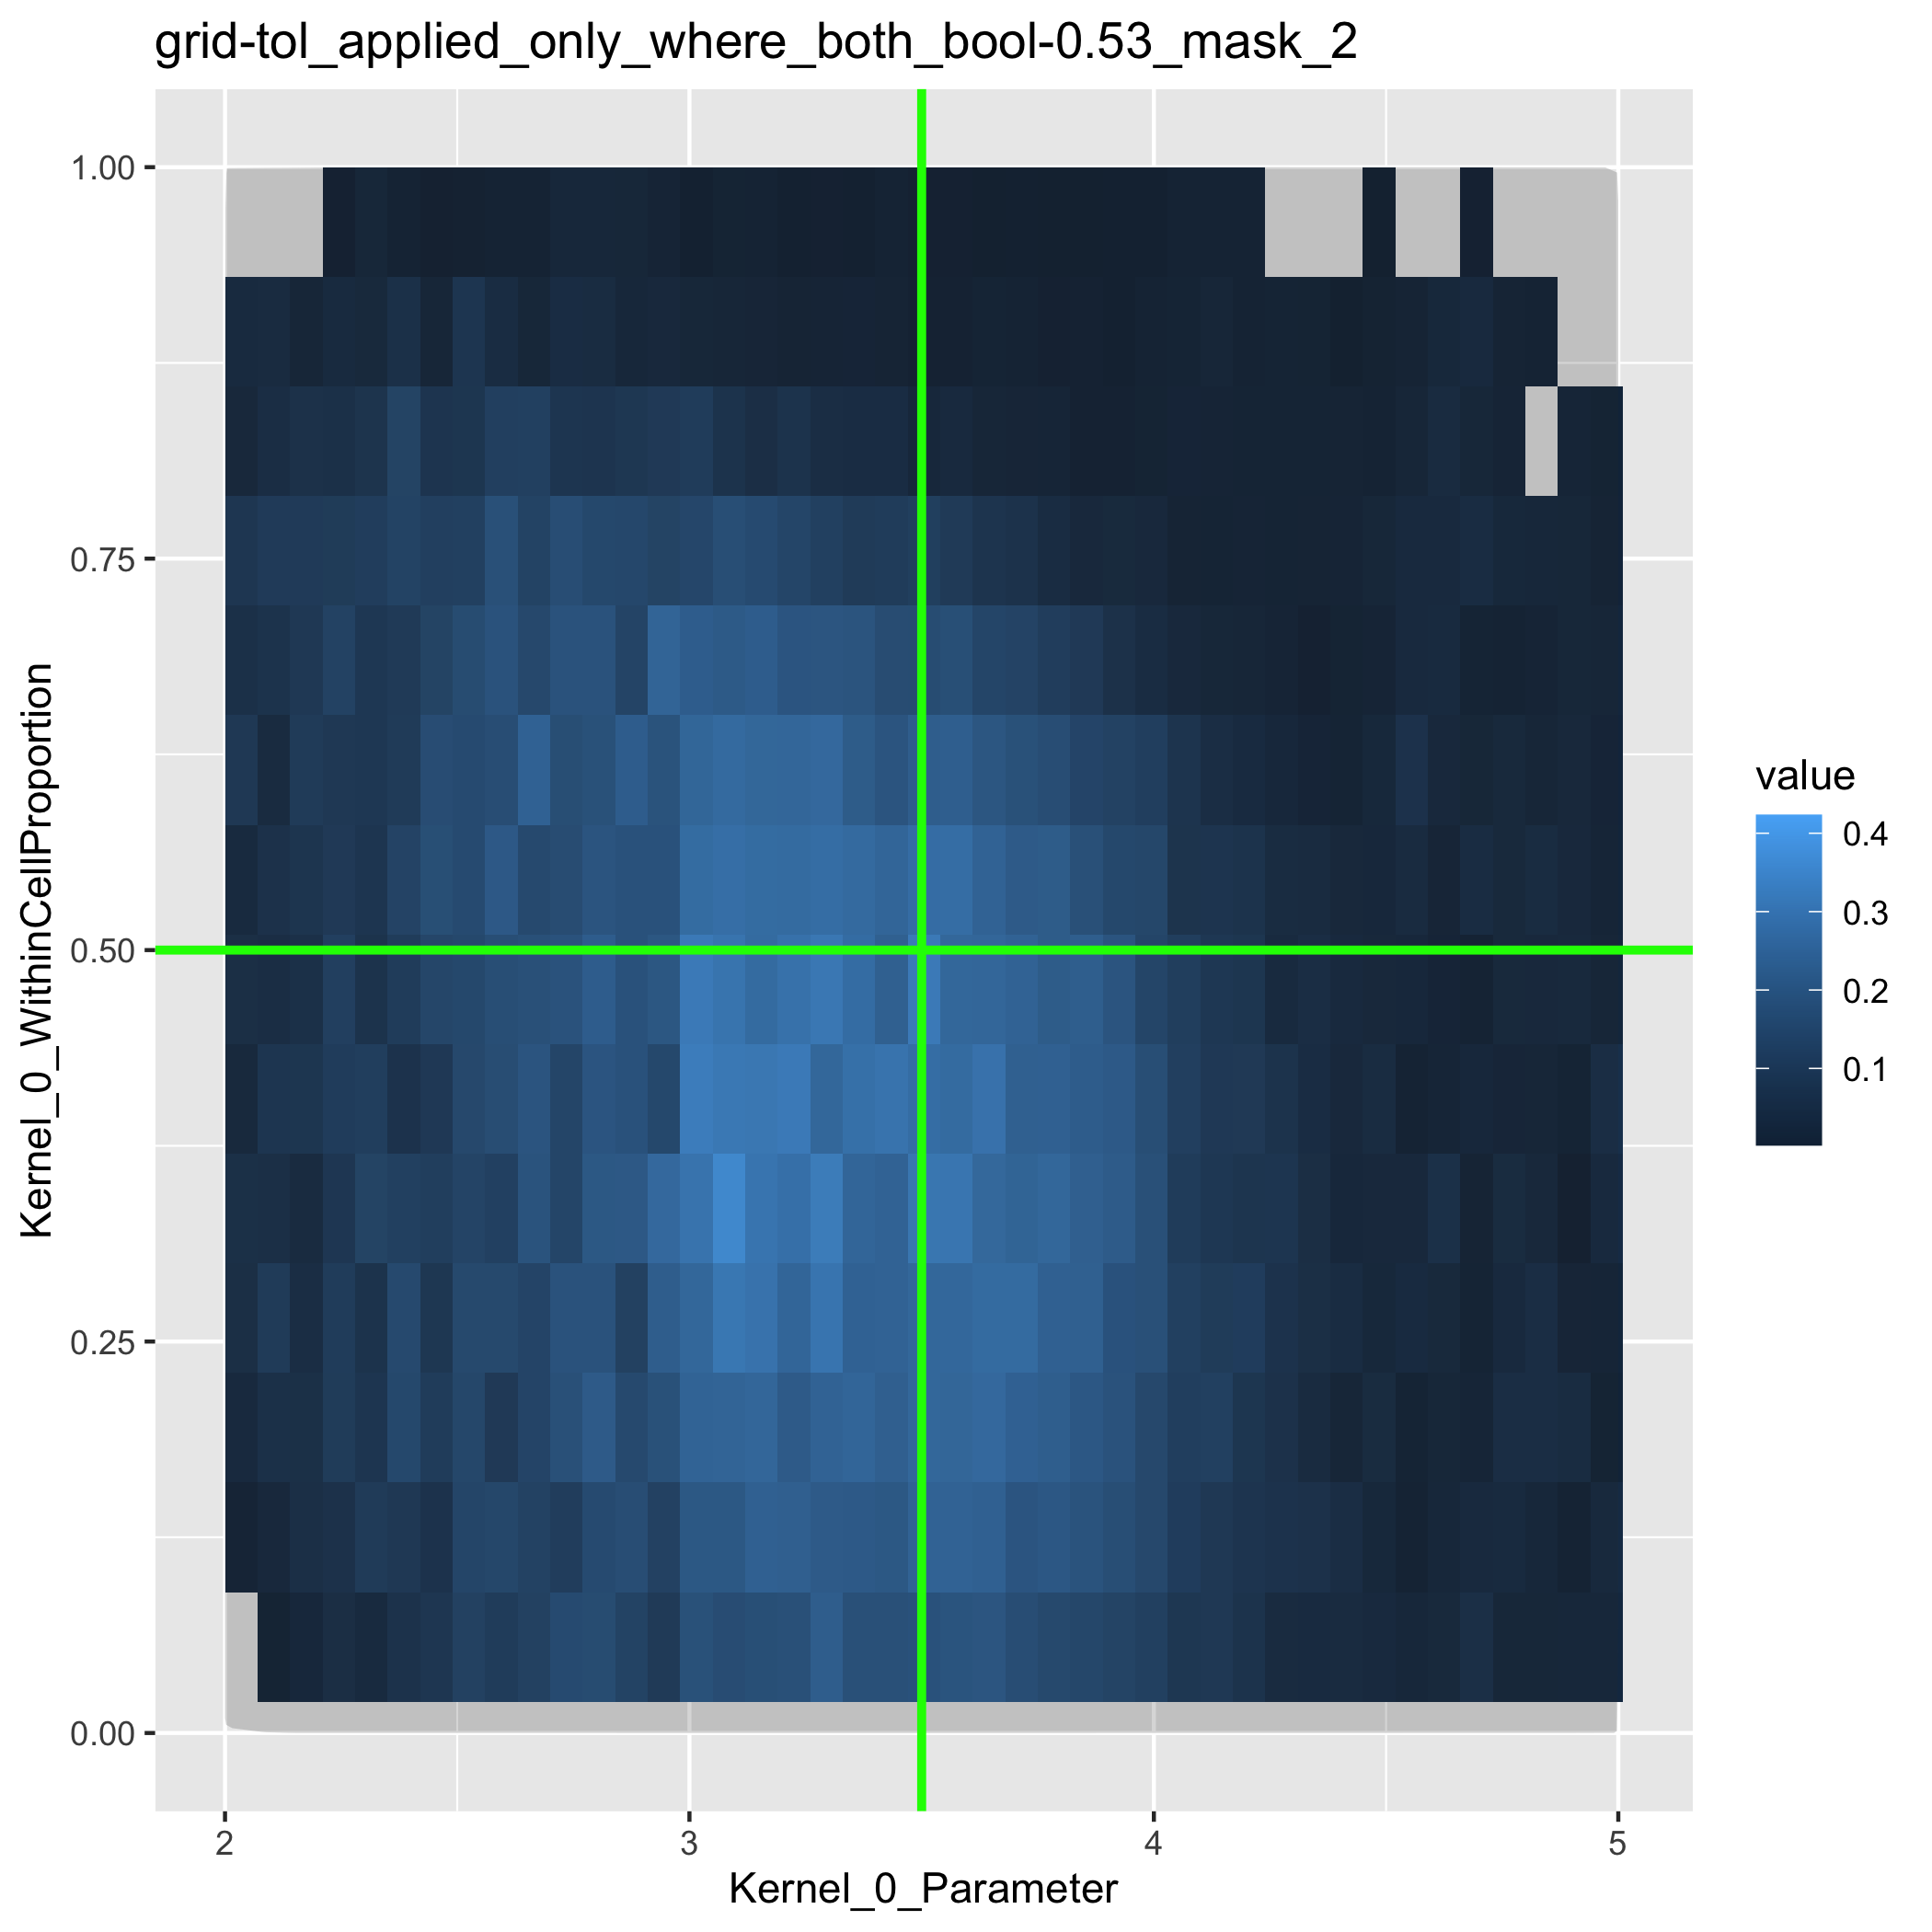 grid-tol_applied_only_where_both_bool-0.53_mask_2
Kernel_0_WithinCellProportion
1.00
0.75
0.50
0.25
0.00
2 3 4 5
Kernel_0_Parameter
value
0.4
0.3
0.2
0.1